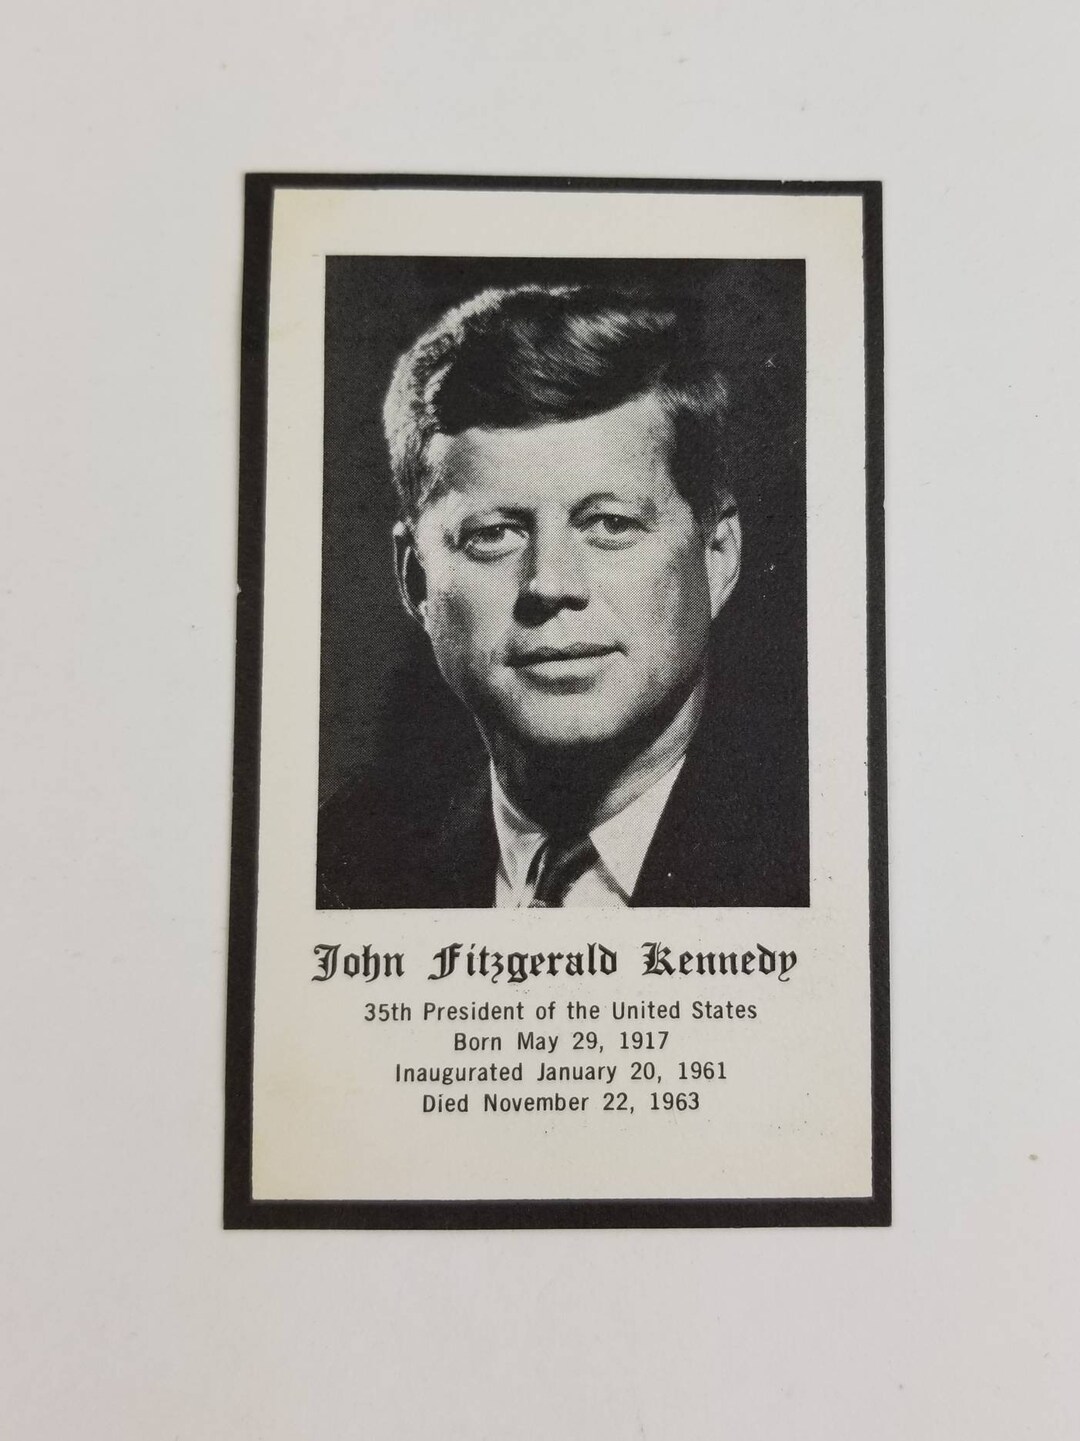 John Fitzgerald Kennedy
35th President of the United States
Born May 29, 1917
Inaugurated January 20, 1961
Died November 22, 1963